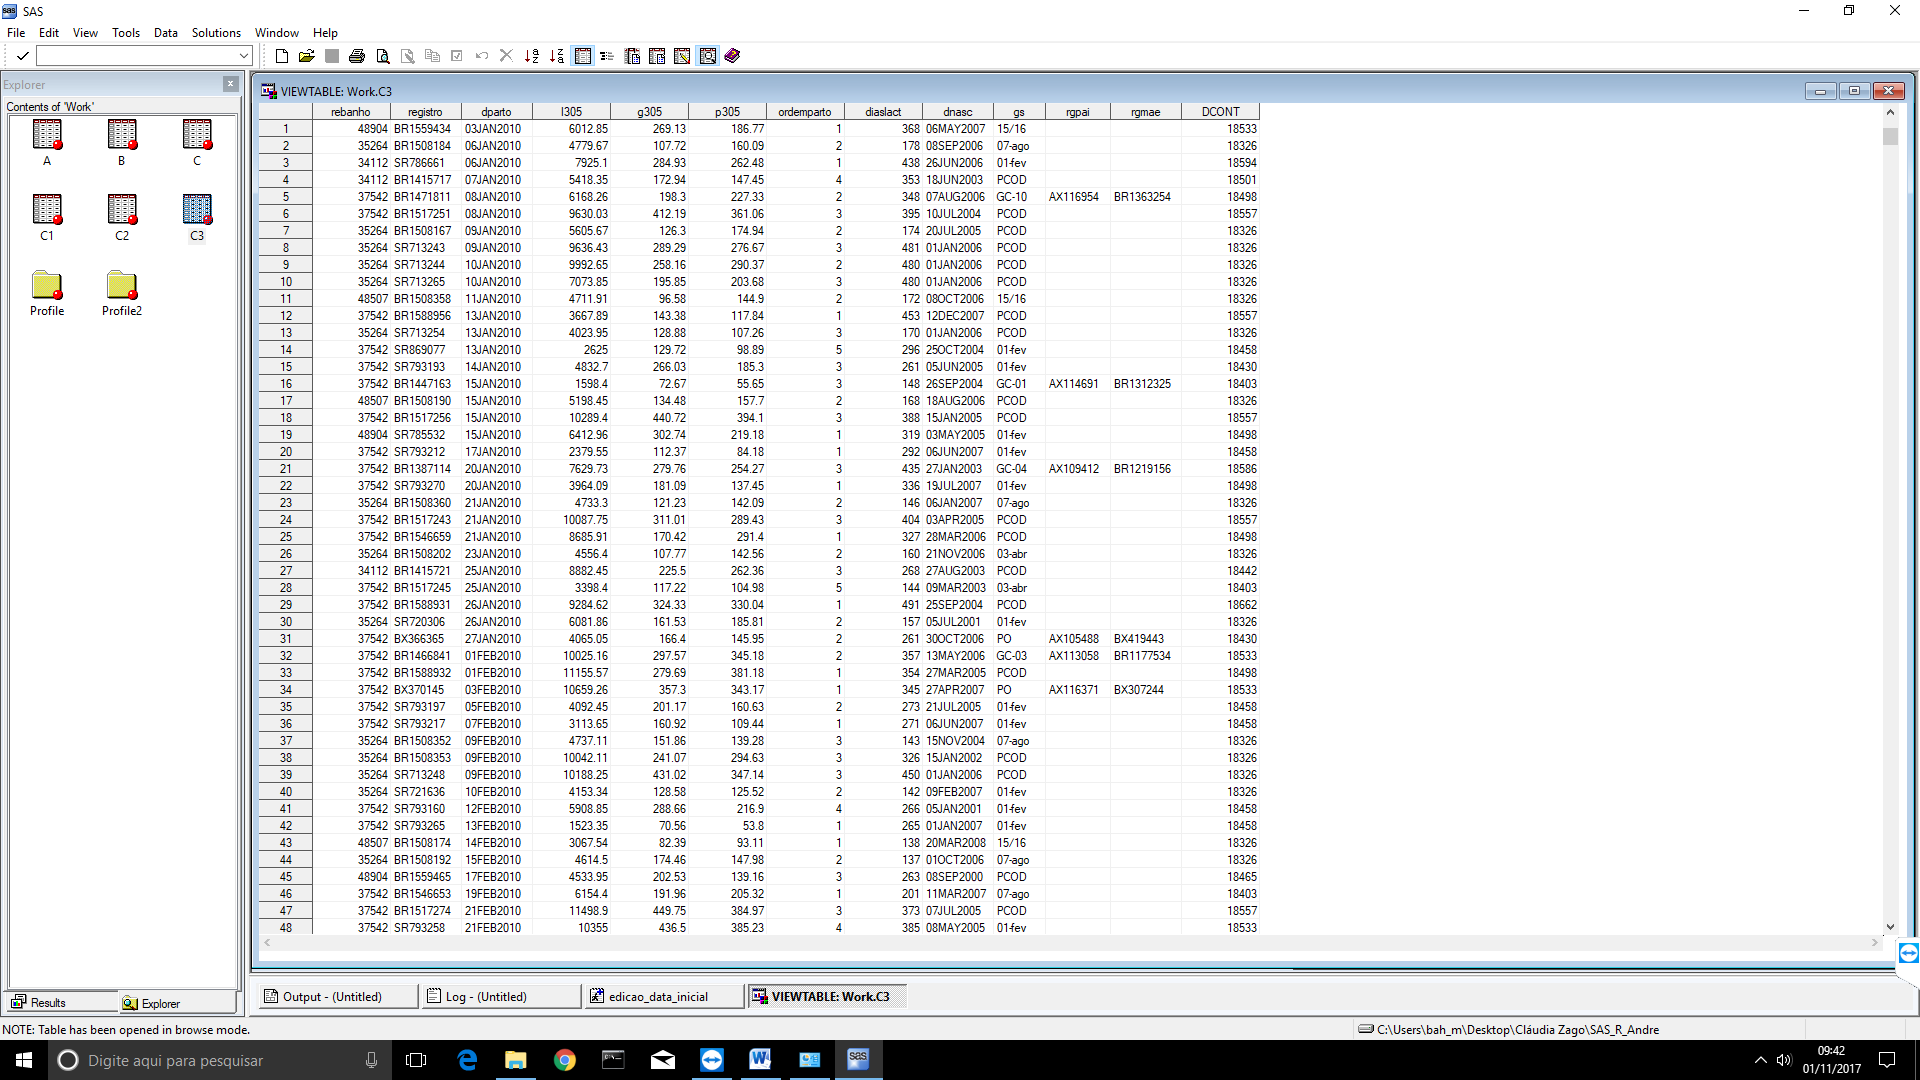 SAS
File Edit View Tools Data Solutions Window Help
Explorer
Contents of 'Work'
A B C
C1 C2 C3
Profile Profile2
VIEWTABLE: Work.C3
rebanho registro dparto l305 g305 p305 ordemparto diaslact dnasc gs rgpai rgmae DCONT
1 48904 BR1559434 03JAN2010 6012.85 269.13 186.77 1 368 06MAY2007 15/16 18533
2 35264 BR1508184 06JAN2010 4779.67 107.72 160.09 2 178 08SEP2006 07-ago 18326
3 34112 SR786661 06JAN2010 7925.1 284.93 262.48 1 438 26JUN2006 01-fev 18594
4 34112 BR1415717 07JAN2010 5418.35 172.94 147.45 4 353 18JUN2003 PCOD 18501
5 37542 BR1471811 08JAN2010 6168.26 198.3 227.33 2 348 07AUG2006 GC-10 AX116954 BR1363254 18498
6 37542 BR1517251 08JAN2010 9630.03 412.19 361.06 3 395 10JUL2004 PCOD 18557
7 35264 BR1508167 09JAN2010 5605.67 126.3 174.94 2 174 20JUL2005 PCOD 18326
8 35264 SR713243 09JAN2010 9636.43 289.29 276.67 3 481 01JAN2006 PCOD 18326
9 35264 SR713244 10JAN2010 9992.65 258.16 290.37 2 480 01JAN2006 PCOD 18326
10 35264 SR713265 10JAN2010 7073.85 195.85 203.68 3 480 01JAN2006 PCOD 18326
11 48507 BR1508358 11JAN2010 4711.91 96.58 144.9 2 172 08OCT2006 15/16 18326
12 37542 BR1588956 13JAN2010 3667.89 143.38 117.84 1 453 12DEC2007 PCOD 18557
13 35264 SR713254 13JAN2010 4023.95 128.88 107.26 3 170 01JAN2006 PCOD 18326
14 37542 SR869077 13JAN2010 2625 129.72 98.89 5 296 25OCT2004 01-fev 18458
15 37542 SR793193 14JAN2010 4832.7 266.03 185.3 3 261 05JUN2005 01-fev 18430
16 37542 BR1447163 15JAN2010 1598.4 72.67 55.65 3 148 26SEP2004 GC-01 AX114691 BR1312325 18403
17 48507 BR1508190 15JAN2010 5198.45 134.48 157.7 2 168 18AUG2006 PCOD 18326
18 37542 BR1517256 15JAN2010 10289.4 440.72 394.1 3 388 15JAN2005 PCOD 18557
19 48904 SR785532 15JAN2010 6412.96 302.74 219.18 1 319 03MAY2005 01-fev 18498
20 37542 SR793212 17JAN2010 2379.55 112.37 84.18 1 292 06JUN2007 01-fev 18458
21 37542 BR1387114 20JAN2010 7629.73 279.76 254.27 3 435 27JAN2003 GC-04 AX109412 BR1219156 18586
22 37542 SR793270 20JAN2010 3964.09 181.09 137.45 1 336 19JUL2007 01-fev 18498
23 35264 BR1508360 21JAN2010 4733.3 121.23 142.09 2 146 06JAN2007 07-ago 18326
24 37542 BR1517243 21JAN2010 10087.75 311.01 289.43 3 404 03APR2005 PCOD 18557
25 37542 BR1546659 21JAN2010 8685.91 170.42 291.4 1 327 28MAR2006 PCOD 18498
26 35264 BR1508202 23JAN2010 4556.4 107.77 142.56 2 160 21NOV2006 03-abr 18326
27 34112 BR1415721 25JAN2010 8882.45 225.5 262.36 3 268 27AUG2003 PCOD 18442
28 37542 BR1517245 25JAN2010 3398.4 117.22 104.98 5 144 09MAR2003 03-abr 18403
29 37542 BR1588931 26JAN2010 9284.62 324.33 330.04 1 491 25SEP2004 PCOD 18662
30 35264 SR720306 26JAN2010 6081.86 161.53 185.81 2 157 05JUL2001 01-fev 18326
31 37542 BX366365 27JAN2010 4065.05 166.4 145.95 2 261 30OCT2006 PO AX105488 BX419443 18430
32 37542 BR1466841 01FEB2010 10025.16 297.57 345.18 2 357 13MAY2006 GC-03 AX113058 BR1177534 18533
33 37542 BR1588932 01FEB2010 11155.57 279.69 381.18 1 354 27MAR2005 PCOD 18498
34 37542 BX370145 03FEB2010 10659.26 357.3 343.17 1 345 27APR2007 PO AX116371 BX307244 18533
35 37542 SR793197 05FEB2010 4092.45 201.17 160.63 2 273 21JUL2005 01-fev 18458
36 37542 SR793217 07FEB2010 3113.65 160.92 109.44 1 271 06JUN2007 01-fev 18458
37 35264 BR1508352 09FEB2010 4737.11 151.86 139.28 3 143 15NOV2004 07-ago 18326
38 35264 BR1508353 09FEB2010 10042.11 241.07 294.63 3 326 15JAN2002 PCOD 18326
39 35264 SR713248 09FEB2010 10188.25 431.02 347.14 3 450 01JAN2006 PCOD 18326
40 35264 SR721636 10FEB2010 4153.34 128.58 125.52 2 142 09FEB2007 01-fev 18326
41 37542 SR793160 12FEB2010 5908.85 288.66 216.9 4 266 05JAN2001 01-fev 18458
42 37542 SR793265 13FEB2010 1523.35 70.56 53.8 1 265 01JAN2007 01-fev 18458
43 48507 BR1508174 14FEB2010 3067.54 82.39 93.11 1 138 20MAR2008 15/16 18326
44 35264 BR1508192 15FEB2010 4614.5 174.46 147.98 2 137 01OCT2006 07-ago 18326
45 48904 BR1559465 17FEB2010 4533.95 202.53 139.16 3 263 08SEP2000 PCOD 18465
46 37542 BR1546653 19FEB2010 6154.4 191.96 205.32 1 201 11MAR2007 07-ago 18403
47 37542 BR1517274 21FEB2010 11498.9 449.75 384.97 3 373 07JUL2005 PCOD 18557
48 37542 SR793258 21FEB2010 10355 436.5 385.23 4 385 08MAY2005 01-fev 18533
Results Explorer
Output - (Untitled) Log - (Untitled) edicao_data_inicial VIEWTABLE: Work.C3
NOTE: Table has been opened in browse mode. C:\Users\bah_m\Desktop\Cláudia Zago\SAS_R_Andre
Digite aqui para pesquisar
09:42
01/11/2017